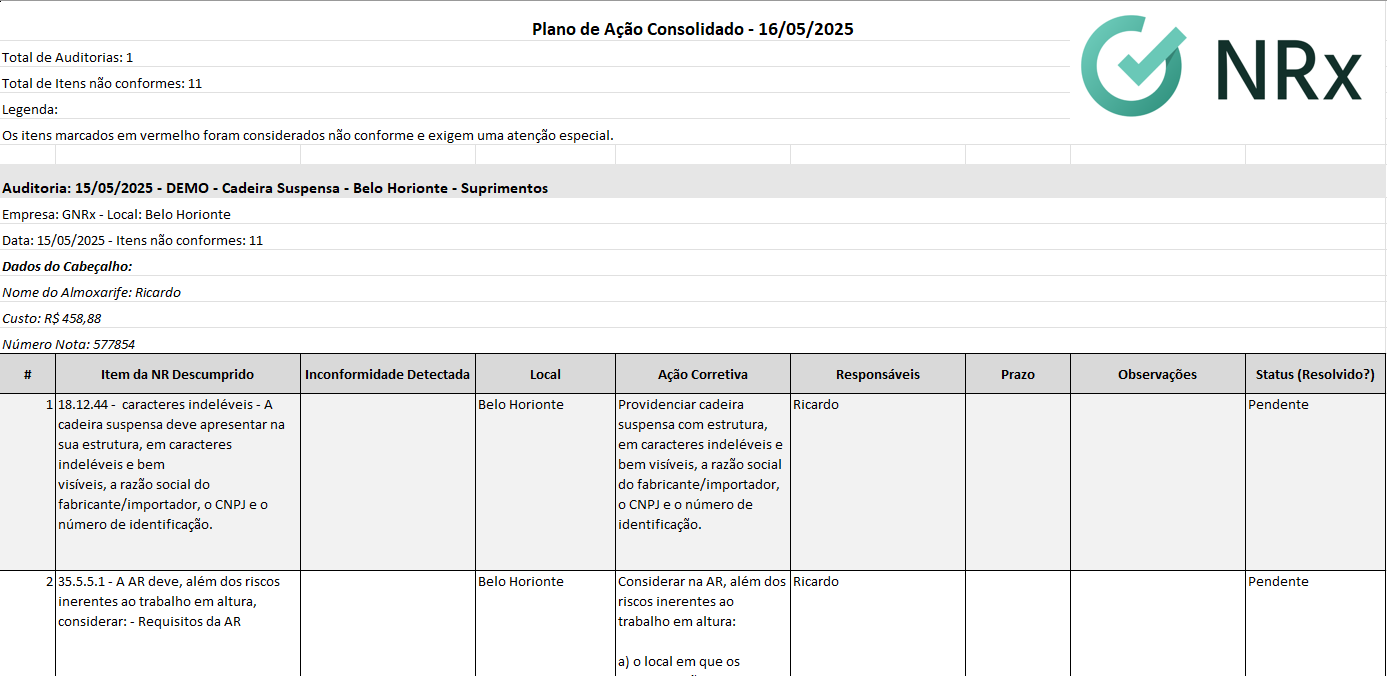 Plano de Ação Consolidado - 16/05/2025
NRx
Total de Auditorias: 1
Total de Itens não conformes: 11
Legenda:
Os itens marcados em vermelho foram considerados não conforme e exigem uma atenção especial.
Auditoria: 15/05/2025 - DEMO - Cadeira Suspensa - Belo Horionte - Suprimentos
Empresa: GNRx - Local: Belo Horionte
Data: 15/05/2025 - Itens não conformes: 11
Dados do Cabeçalho:
Nome do Almoxarife: Ricardo
Custo: R$ 458,88
Número Nota: 577854
# Item da NR Descumprido Inconformidade Detectada Local Ação Corretiva Responsáveis Prazo Observações Status (Resolvido?)
1
18.12.44 - caracteres indeléveis - A
cadeira suspensa deve apresentar na
sua estrutura, em caracteres
indeléveis e bem
visíveis, a razão social do
fabricante/importador, o CNPJ e o
número de identificação.
Belo Horionte
Providenciar cadeira
suspensa com estrutura,
em caracteres indeléveis e
bem visíveis, a razão social
do fabricante/importador,
o CNPJ e o número de
identificação.
Ricardo
Pendente
2
35.5.5.1 - A AR deve, além dos riscos
inerentes ao trabalho em altura,
considerar: - Requisitos da AR
Belo Horionte
Considerar na AR, além dos
riscos inerentes ao
trabalho em altura:
a) o local em que os
Ricardo
Pendente